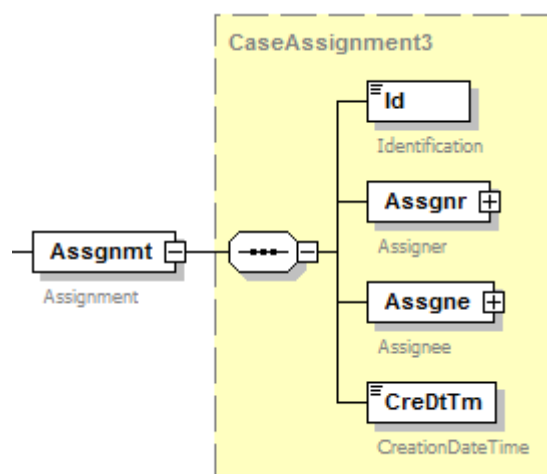 CaseAssignment3
Id
Identification
Assgnr
Assigner
Assgnmt
Assignment
Assgne
Assignee
CreDtTm
CreationDateTime